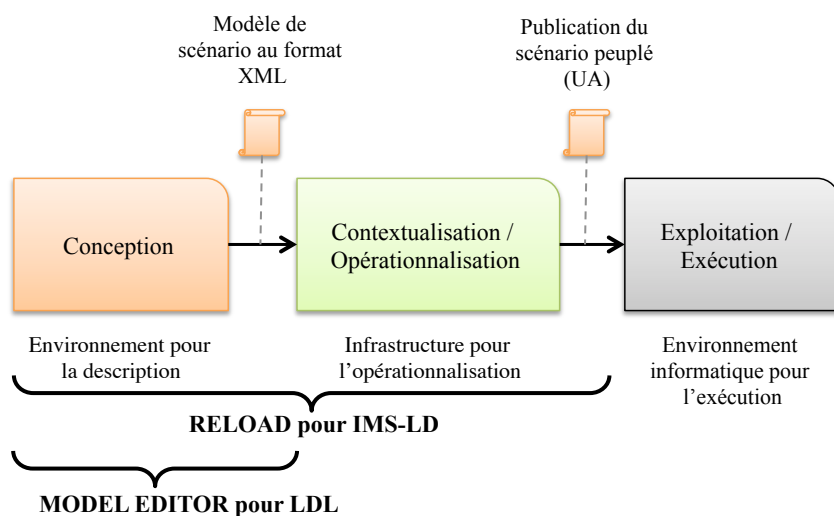 Modèle de
scénario au format
XML
Publication du
scénario peuplé
(UA)
Conception
Contextualisation /
Opérationnalisation
Exploitation /
Exécution
Environnement pour
la description
Infrastructure pour
l'opérationnalisation
Environnement
informatique pour
l'exécution
RELOAD pour IMS-LD
MODEL EDITOR pour LDL